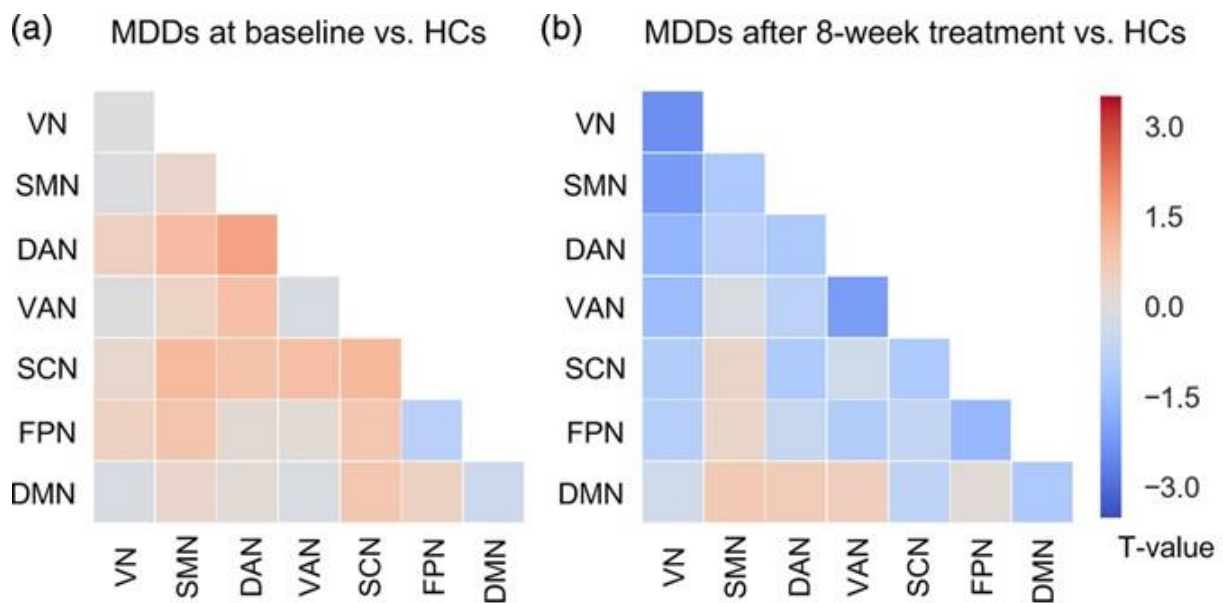 (a) MDDs at baseline vs. HCs
VN
SMN
DAN
VAN
SCN
FPN
DMN
VN SMN DAN VAN SCN FPN DMN
(b) MDDs after 8-week treatment vs. HCs
VN
SMN
DAN
VAN
SCN
FPN
DMN
VN SMN DAN VAN SCN FPN DMN
3.0
1.5
0.0
−1.5
−3.0
T-value